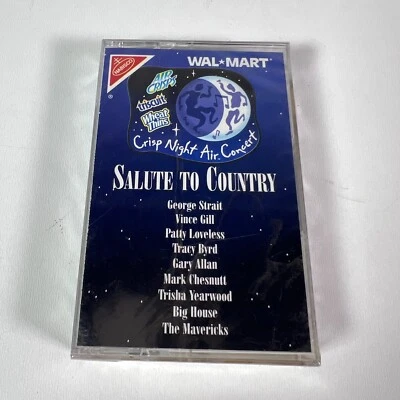 NABISCO
WAL★MART®
AIR CRISPS
triscuit
Wheat Thins
Crisp Night Air Concert
SALUTE TO COUNTRY
George Strait
Vince Gill
Patty Loveless
Tracy Byrd
Gary Allan
Mark Chesnutt
Trisha Yearwood
Big House
The Mavericks